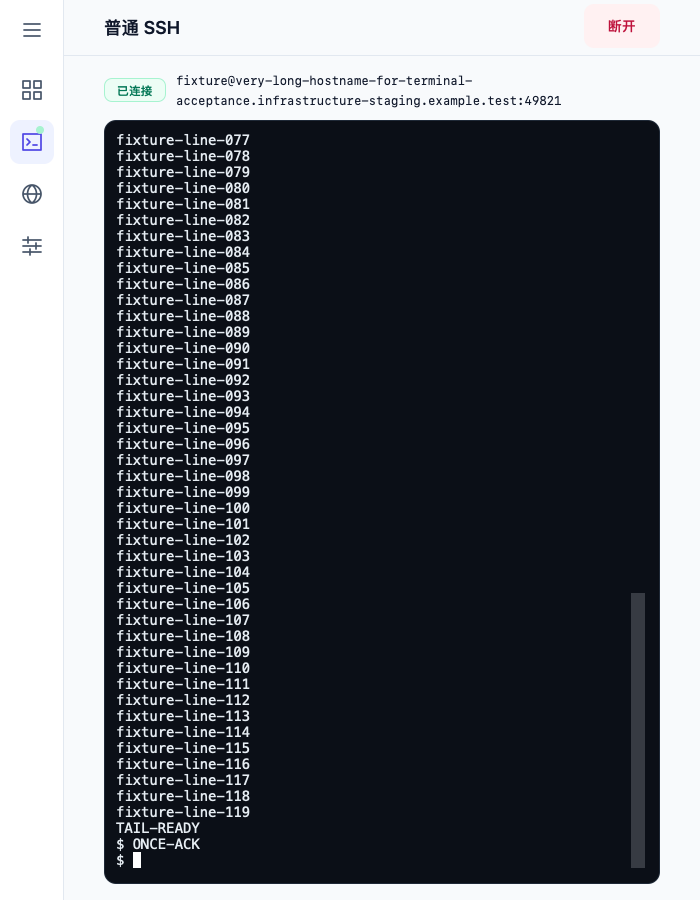 普通 SSH
断开
已连接
fixture@very-long-hostname-for-terminal-
acceptance.infrastructure-staging.example.test:49821
fixture-line-077
fixture-line-078
fixture-line-079
fixture-line-080
fixture-line-081
fixture-line-082
fixture-line-083
fixture-line-084
fixture-line-085
fixture-line-086
fixture-line-087
fixture-line-088
fixture-line-089
fixture-line-090
fixture-line-091
fixture-line-092
fixture-line-093
fixture-line-094
fixture-line-095
fixture-line-096
fixture-line-097
fixture-line-098
fixture-line-099
fixture-line-100
fixture-line-101
fixture-line-102
fixture-line-103
fixture-line-104
fixture-line-105
fixture-line-106
fixture-line-107
fixture-line-108
fixture-line-109
fixture-line-110
fixture-line-111
fixture-line-112
fixture-line-113
fixture-line-114
fixture-line-115
fixture-line-116
fixture-line-117
fixture-line-118
fixture-line-119
TAIL-READY
$ ONCE-ACK
$